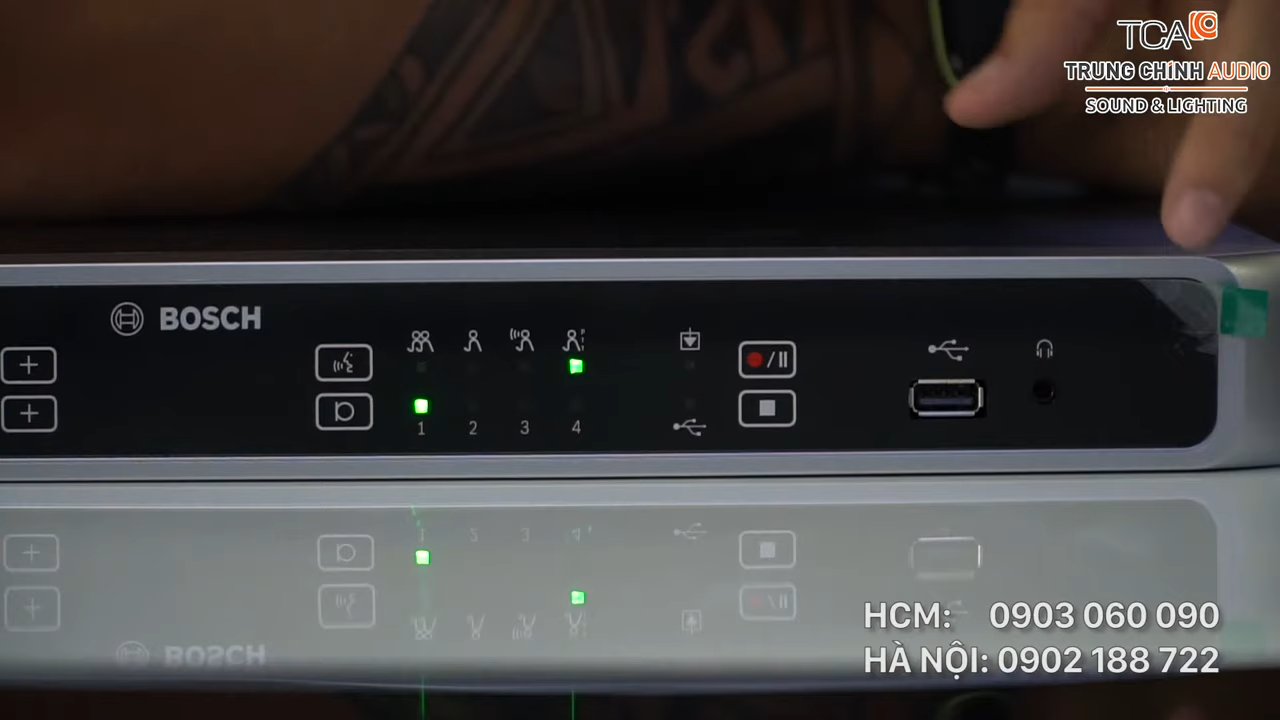 TCA
TRUNG CHÍNH AUDIO
SOUND & LIGHTING
BOSCH
1 2 3 4
HCM: 0903 060 090
HÀ NỘI: 0902 188 722